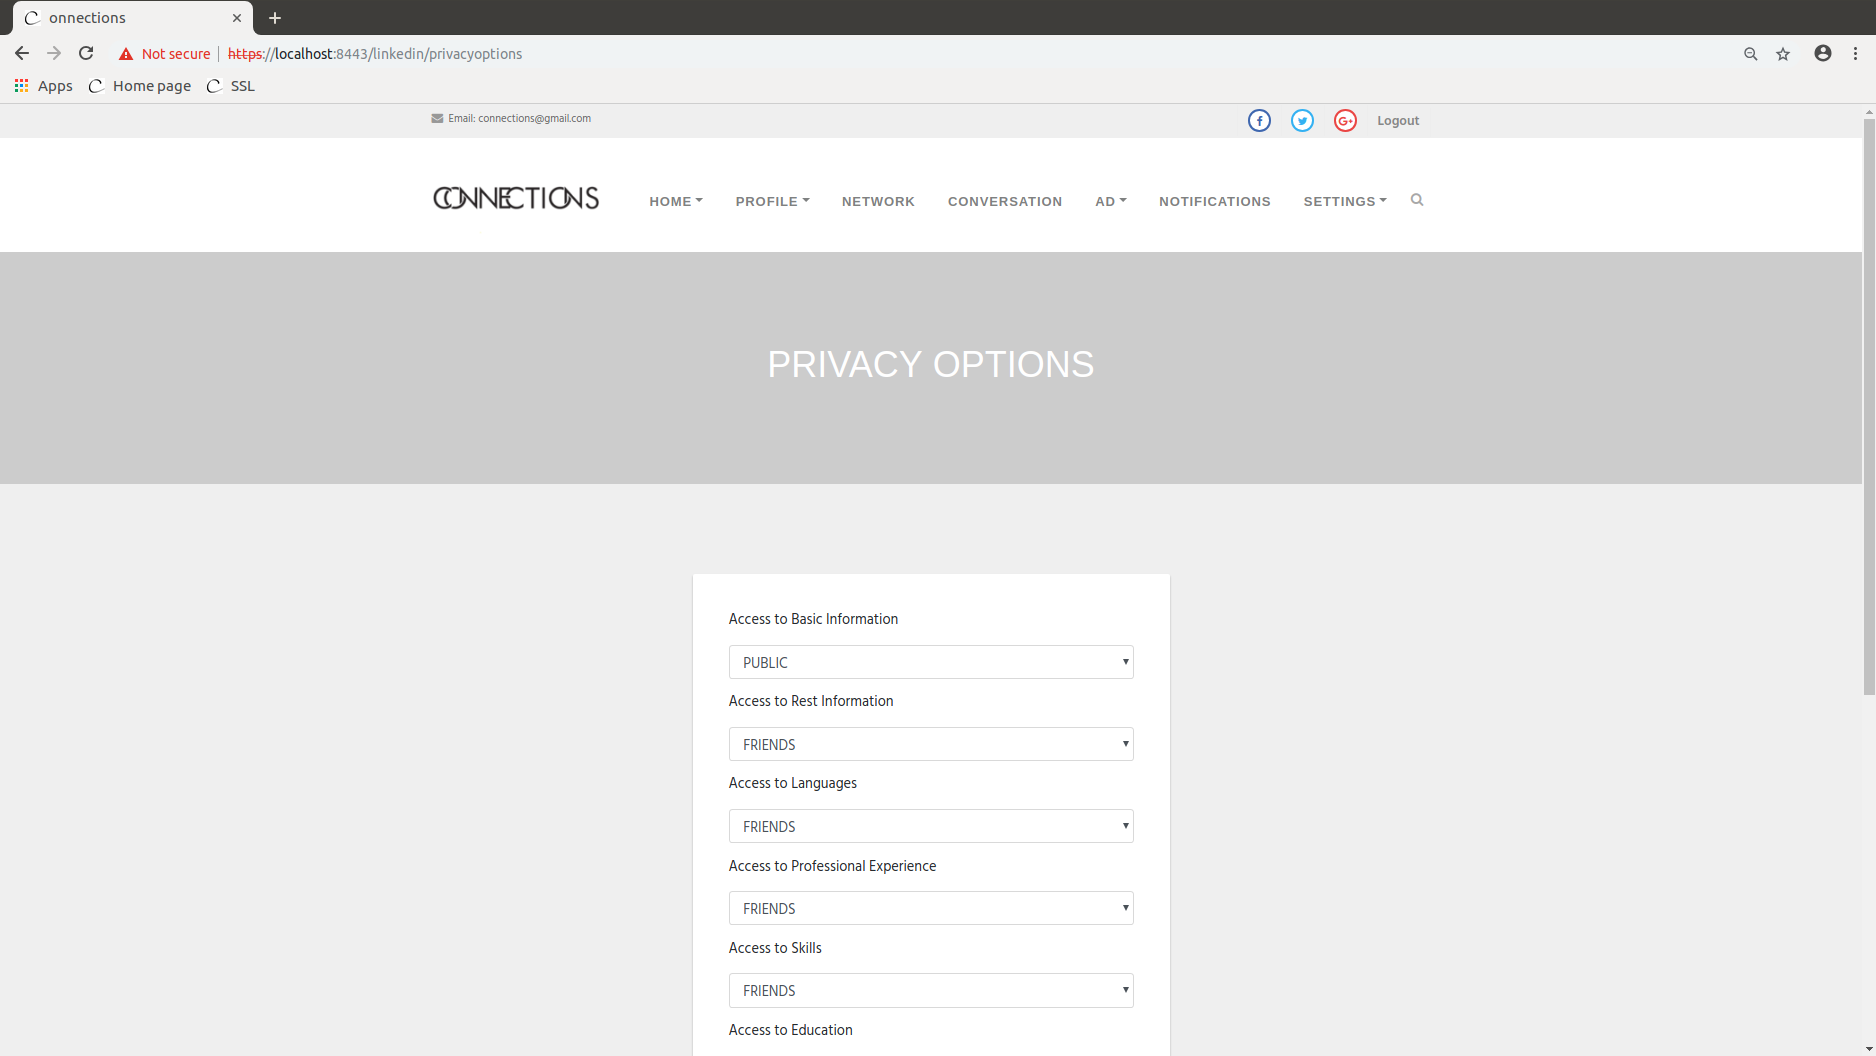 onnections
Not secure https://localhost:8443/linkedin/privacyoptions
Apps Home page SSL
Email: connections@gmail.com Logout
CONNECTIONS HOME PROFILE NETWORK CONVERSATION AD NOTIFICATIONS SETTINGS
PRIVACY OPTIONS
Access to Basic Information
PUBLIC
Access to Rest Information
FRIENDS
Access to Languages
FRIENDS
Access to Professional Experience
FRIENDS
Access to Skills
FRIENDS
Access to Education